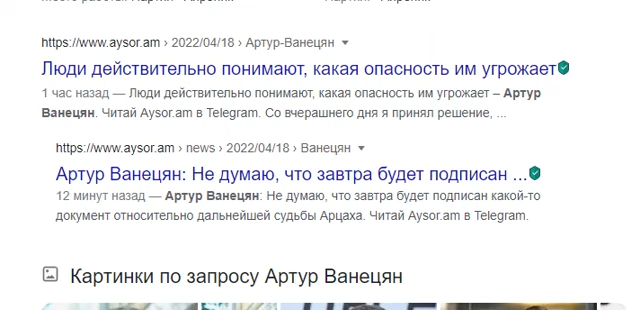 https://www.aysor.am › 2022/04/18 › Артур-Ванецян
Люди действительно понимают, какая опасность им угрожает
1 час назад — Люди действительно понимают, какая опасность им угрожает – Артур
Ванецян. Читай Aysor.am в Telegram. Со вчерашнего дня я принял решение, ...
https://www.aysor.am › news › 2022/04/18 › Ванецян
Артур Ванецян: Не думаю, что завтра будет подписан ...
12 минут назад — Артур Ванецян: Не думаю, что завтра будет подписан какой-то
документ относительно дальнейшей судьбы Арцаха. Читай Aysor.am в Telegram.
Картинки по запросу Артур Ванецян